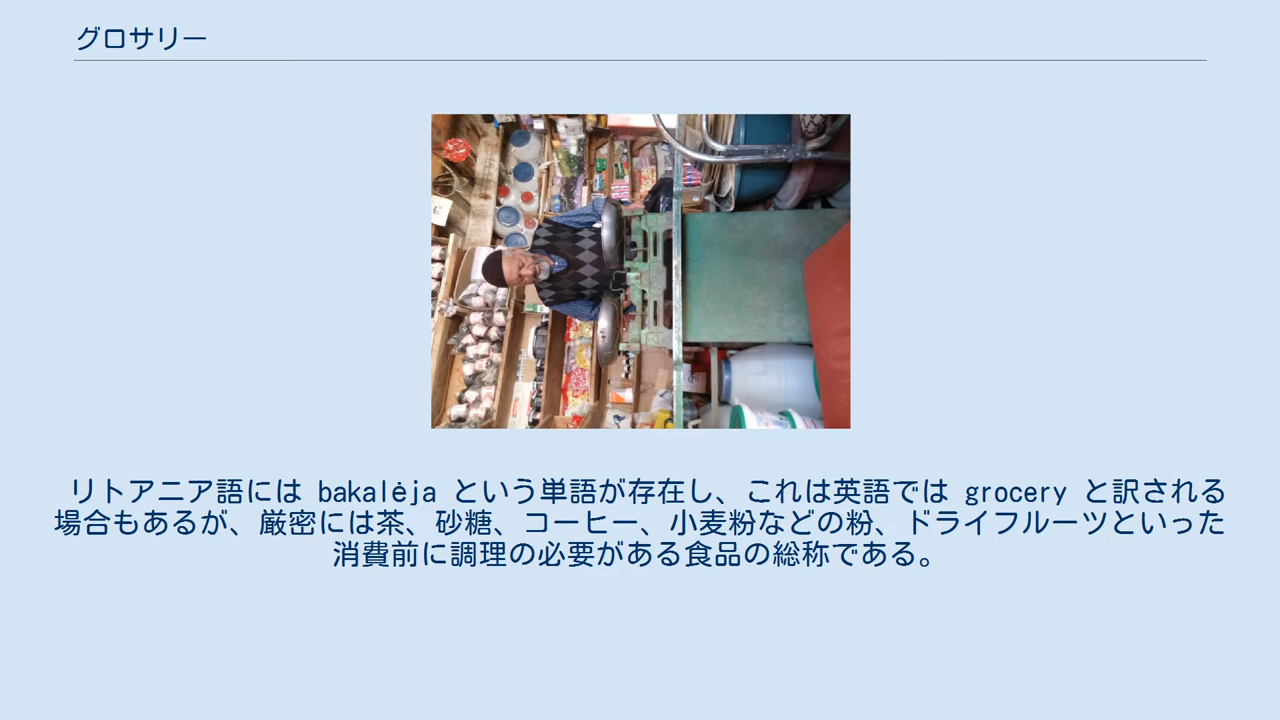 グロサリー
リトアニア語には bakalėja という単語が存在し、これは英語では grocery と訳される
場合もあるが、厳密には茶、砂糖、コーヒー、小麦粉などの粉、ドライフルーツといった
消費前に調理の必要がある食品の総称である。